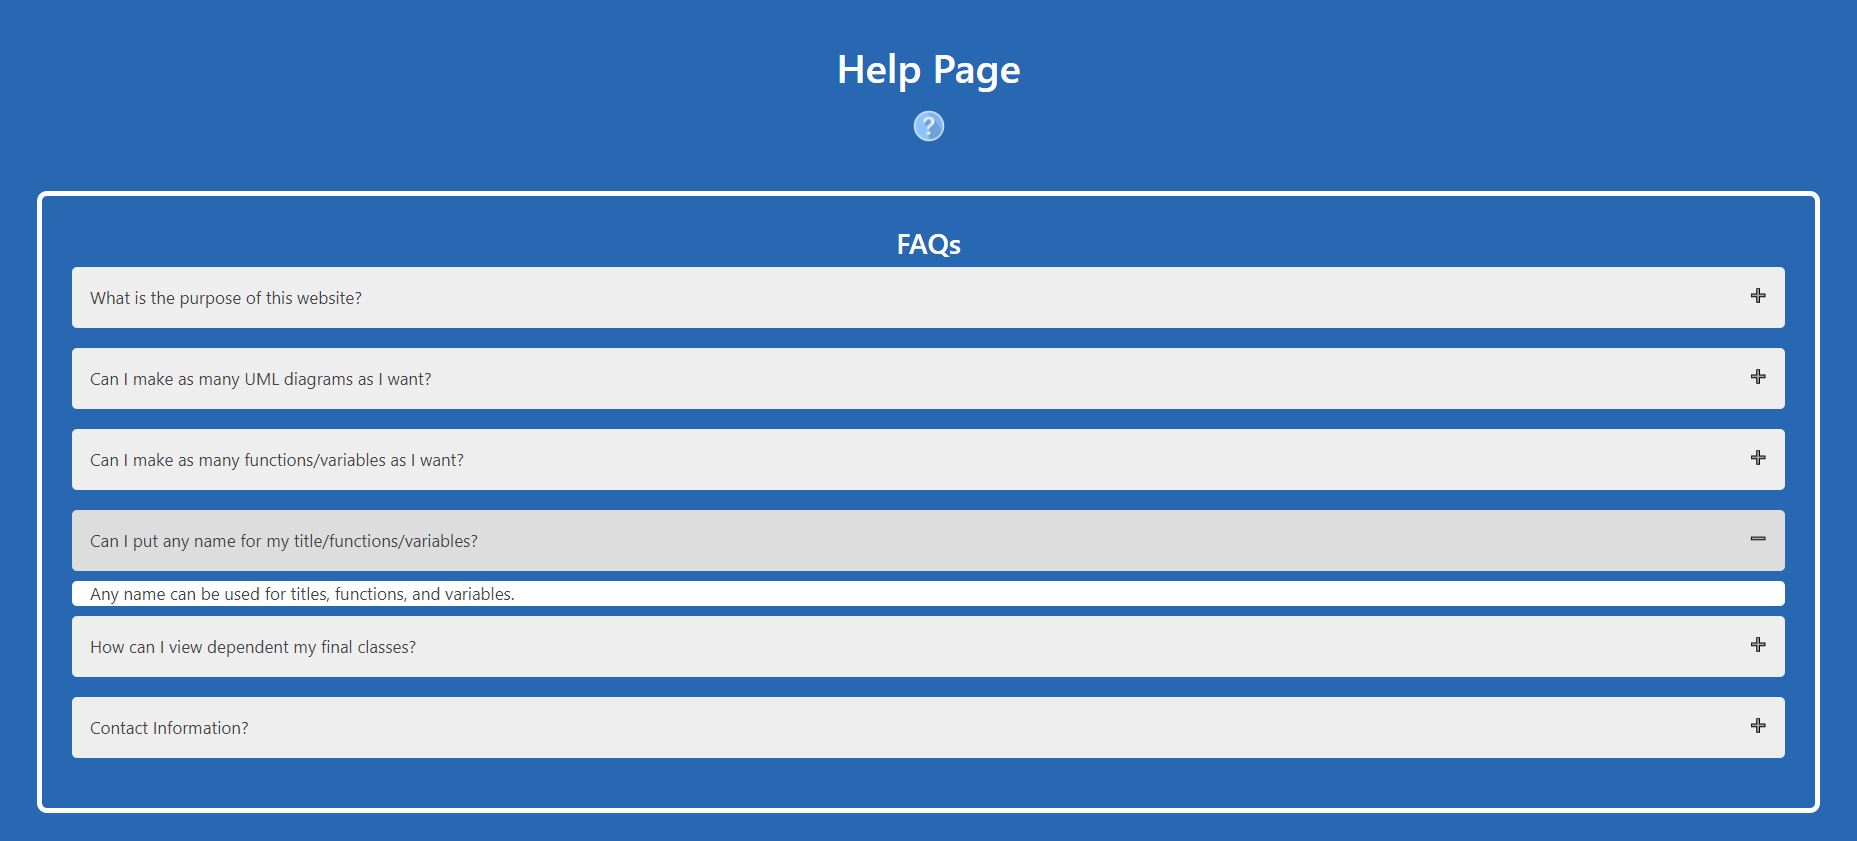 Help Page
?
FAQs
What is the purpose of this website?
Can I make as many UML diagrams as I want?
Can I make as many functions/variables as I want?
Can I put any name for my title/functions/variables?
Any name can be used for titles, functions, and variables.
How can I view dependent my final classes?
Contact Information?